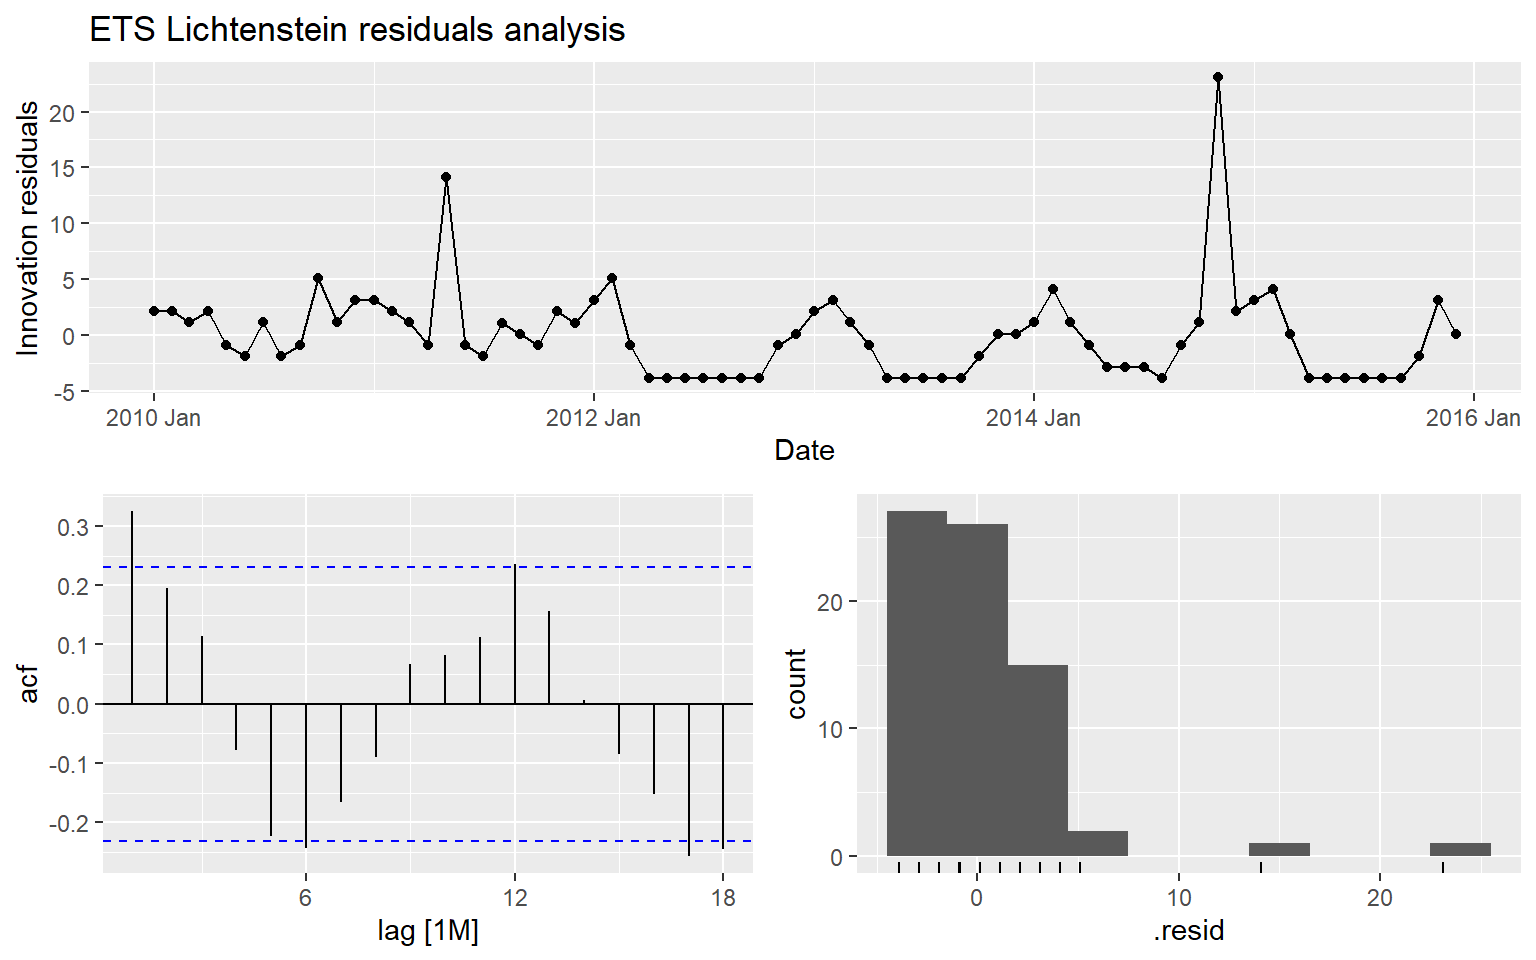 ETS Lichtenstein residuals analysis
Innovation residuals
20
15
10
5
0
-5
2010 Jan
2012 Jan
2014 Jan
2016 Jan
Date
acf
0.3
0.2
0.1
0.0
-0.1
-0.2
6
12
18
lag [1M]
count
20
10
0
0
10
20
.resid